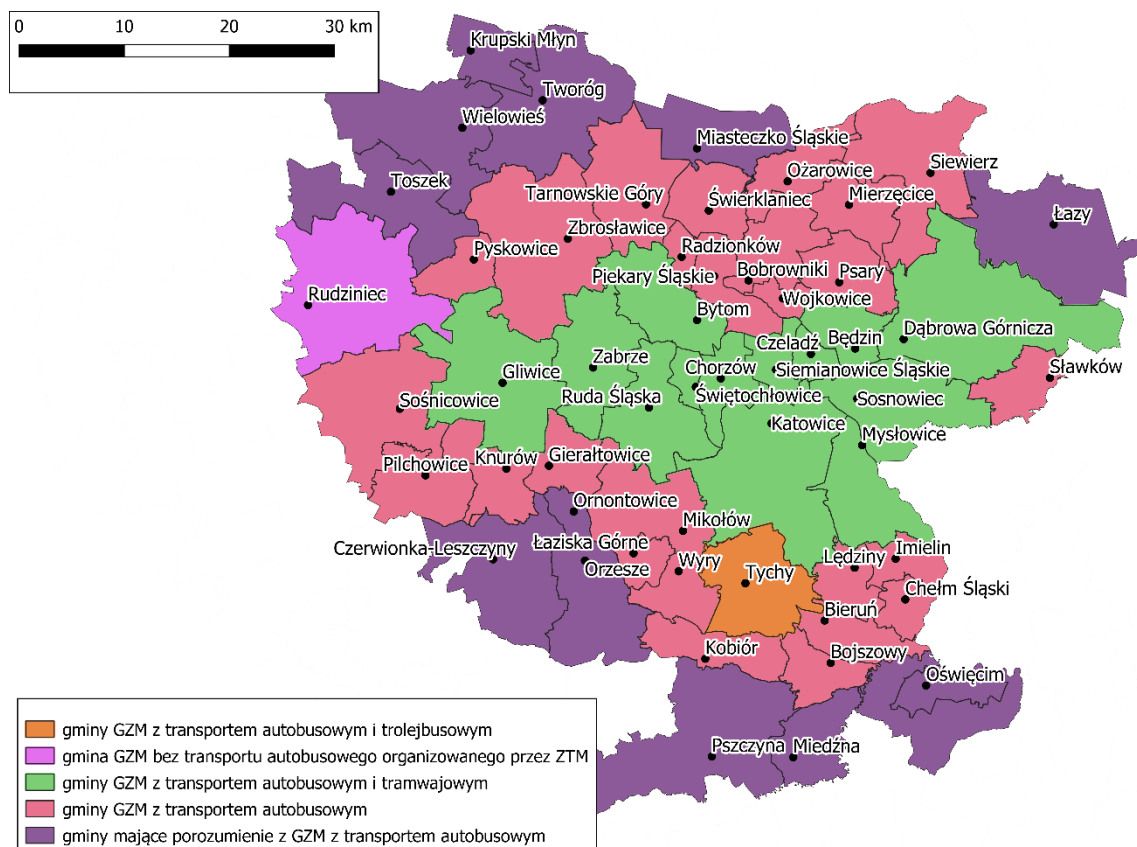 0 10 20 30 km
Krupski Młyn
Tworóg
Wielowieś
Miasteczko Śląskie
Ożarowice
Siewierz
Toszek
Tarnowskie Góry
Świerklaniec
Mierzęcice
Łazy
Zbrosławice
Radzionków
Pyskowice
Piekary Śląskie
Bobrowniki
Psary
Rudziniec
Wojkowice
Bytom
Dąbrowa Górnicza
Czeladź
Będzin
Zabrze
Chorzów
Siemianowice Śląskie
Sławków
Gliwice
Ruda Śląska
Świętochłowice
Sosnowiec
Sośnicowice
Katowice
Mysłowice
Pilchowice
Knurów
Gierałtowice
Ornontowice
Mikołów
Czerwionka-Leszczyny
Łaziska Górne
Orzesze
Wyry
Tychy
Lędziny
Imielin
Chełm Śląski
Bieruń
Kobiór
Bojszowy
Oświęcim
Pszczyna
Miedźna
gminy GZM z transportem autobusowym i trolejbusowym
gmina GZM bez transportu autobusowego organizowanego przez ZTM
gminy GZM z transportem autobusowym i tramwajowym
gminy GZM z transportem autobusowym
gminy mające porozumienie z GZM z transportem autobusowym